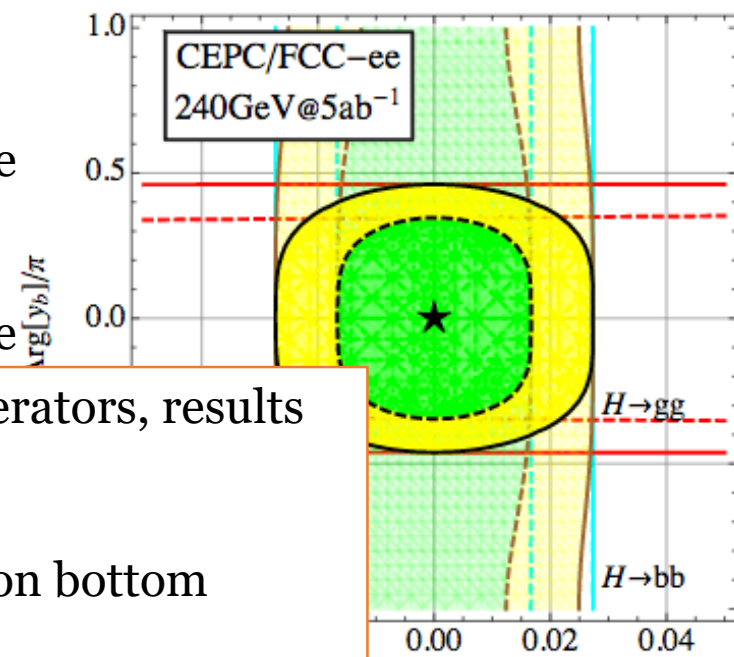 1.0
CEPC/FCC−ee
240GeV@5ab⁻¹
e
0.5
Arg[y_b]/π
0.0
e
erators, results
H→gg
on bottom
H→bb
0.00 0.02 0.04